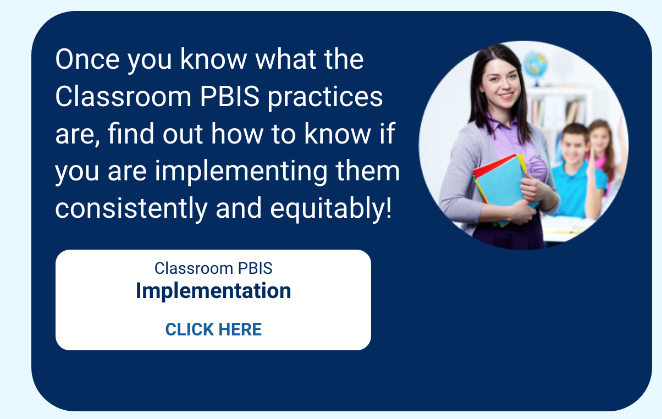 Once you know what the
Classroom PBIS practices
are, find out how to know if
you are implementing them
consistently and equitably!
Classroom PBIS
Implementation
CLICK HERE